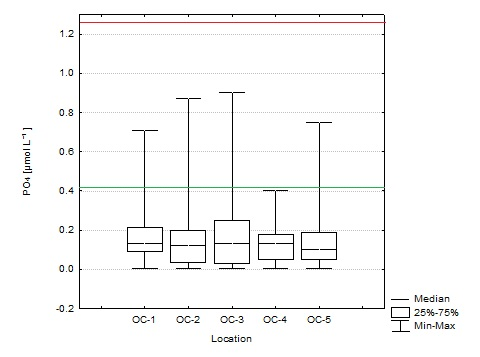 1.2
1.0
0.8
0.6
0.4
0.2
0.0
-0.2
PO₄ [µmol L⁻¹]
OC-1 OC-2 OC-3 OC-4 OC-5
Location
Median
25%-75%
Min-Max